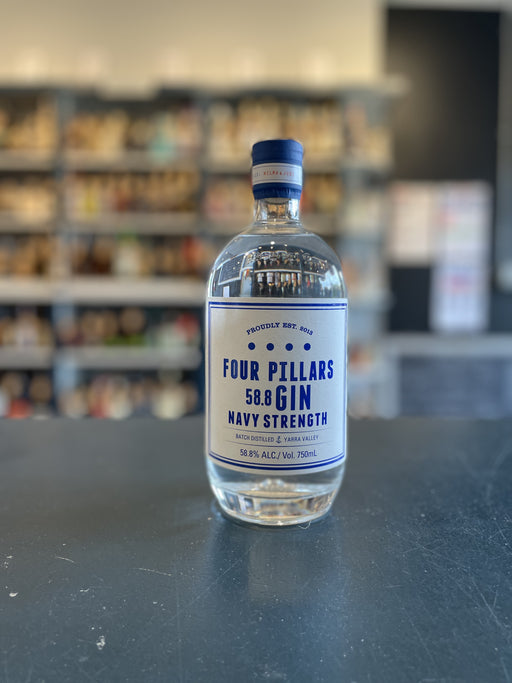 PROUDLY EST. 2013
FOUR PILLARS
58.8 GIN
NAVY STRENGTH
BATCH DISTILLED YARRA VALLEY
58.8% ALC./ Vol. 750mL